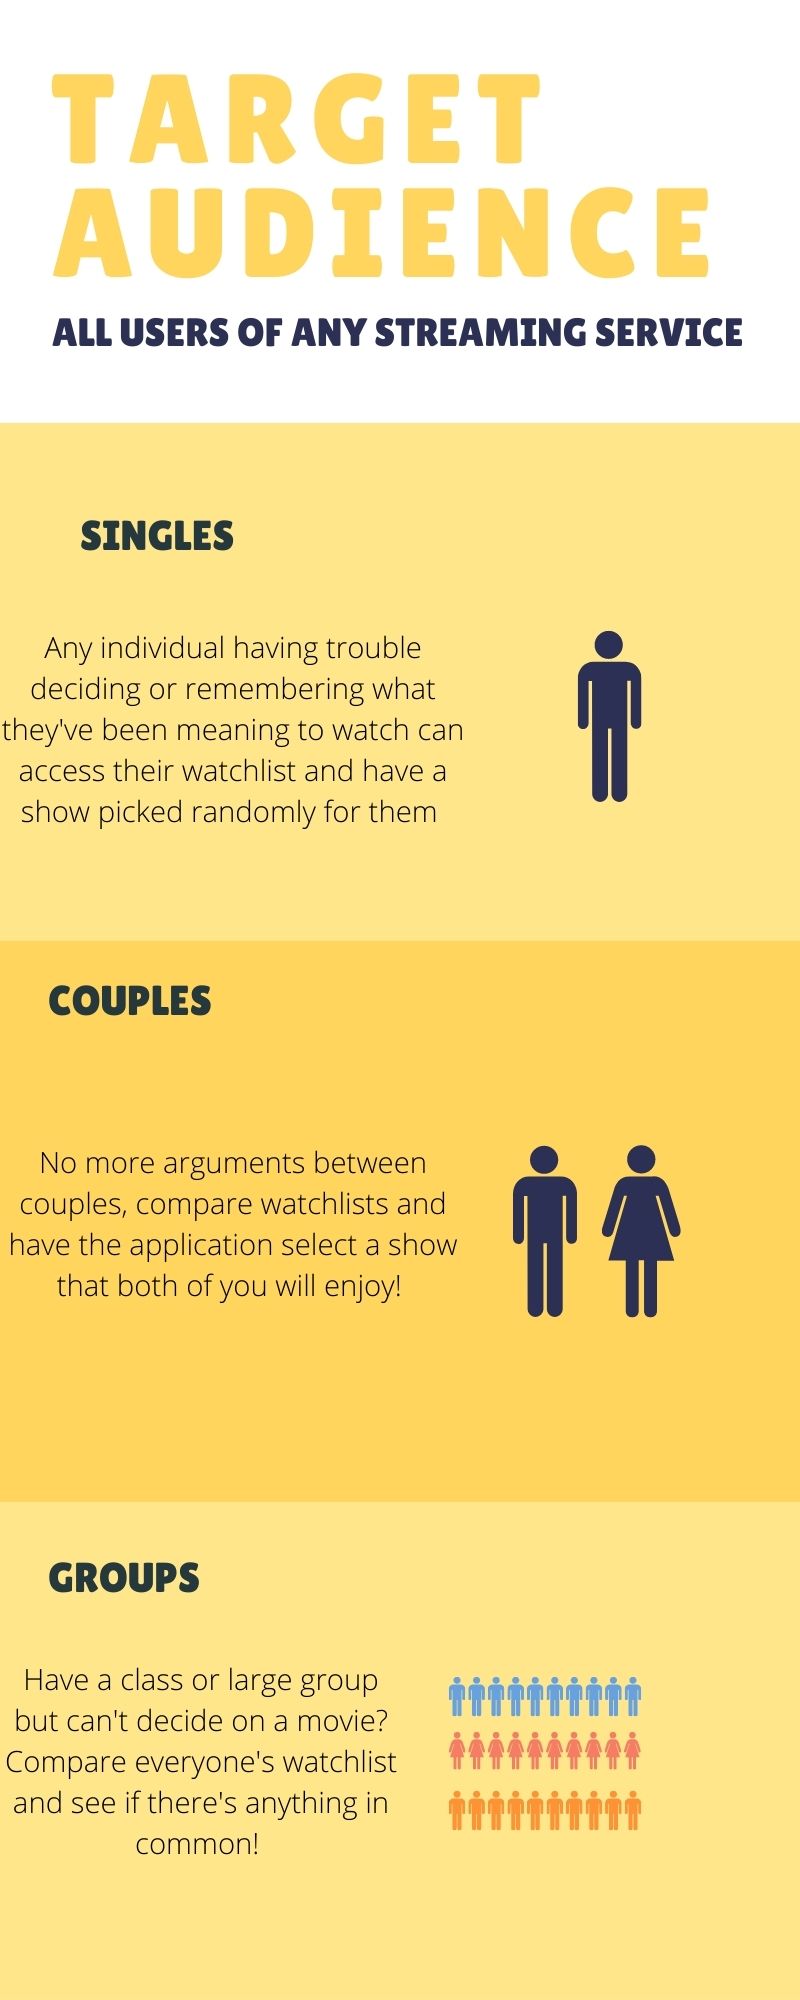 TARGET
AUDIENCE
ALL USERS OF ANY STREAMING SERVICE
SINGLES
Any individual having trouble
deciding or remembering what
they've been meaning to watch can
access their watchlist and have a
show picked randomly for them
COUPLES
No more arguments between
couples, compare watchlists and
have the application select a show
that both of you will enjoy!
GROUPS
Have a class or large group
but can't decide on a movie?
Compare everyone's watchlist
and see if there's anything in
common!